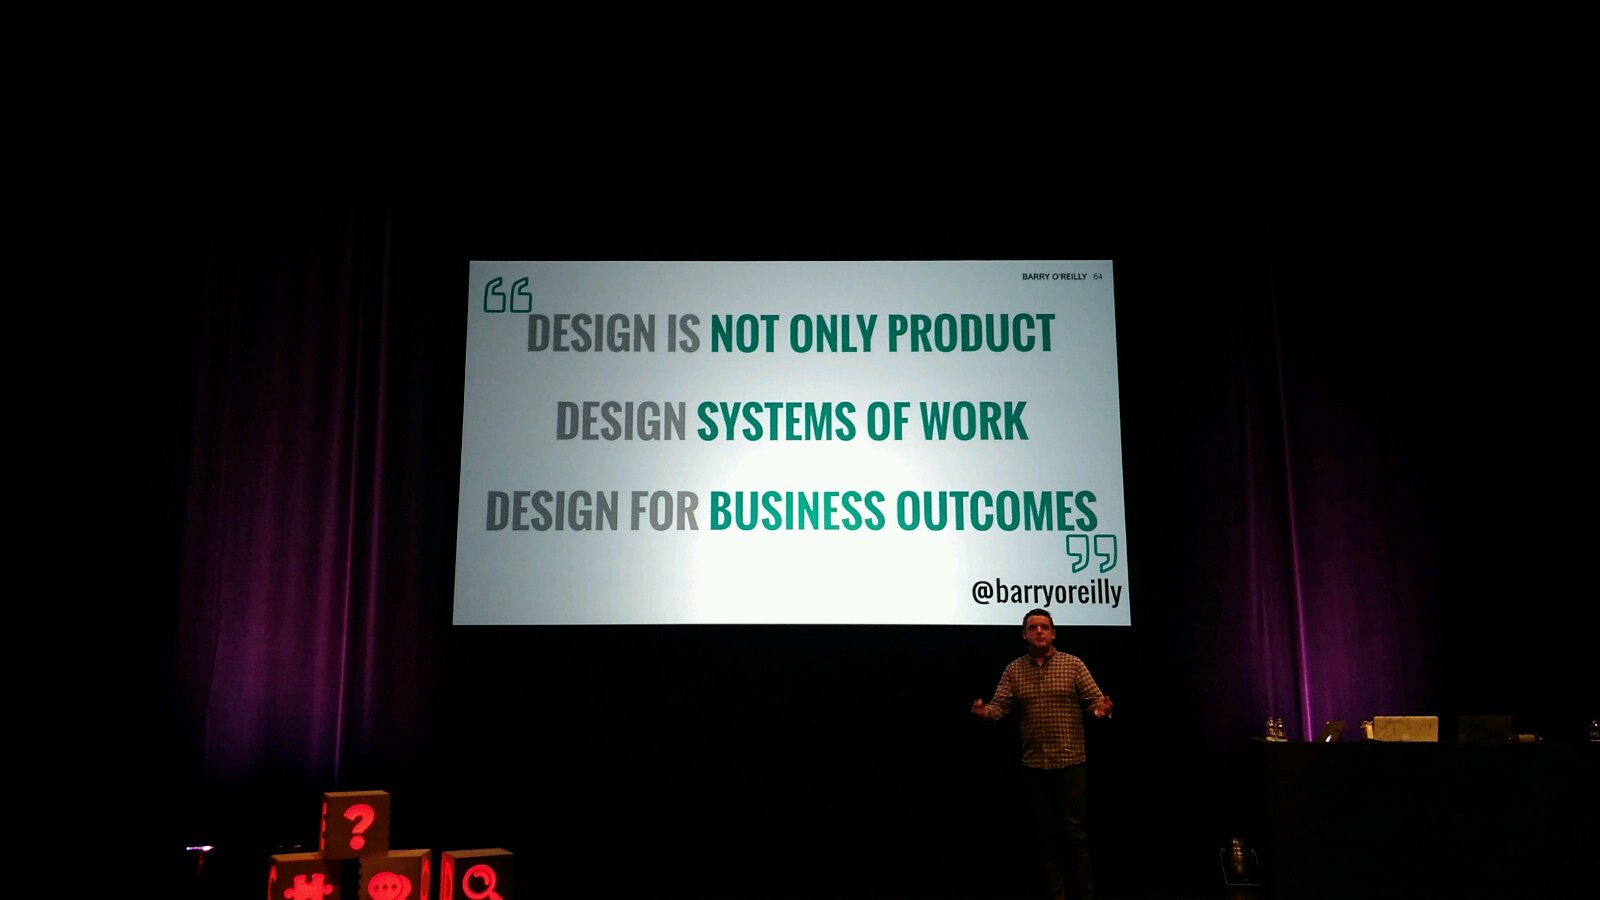 BARRY O'REILLY 64
“DESIGN IS NOT ONLY PRODUCT
DESIGN SYSTEMS OF WORK
DESIGN FOR BUSINESS OUTCOMES”
@barryoreilly
?